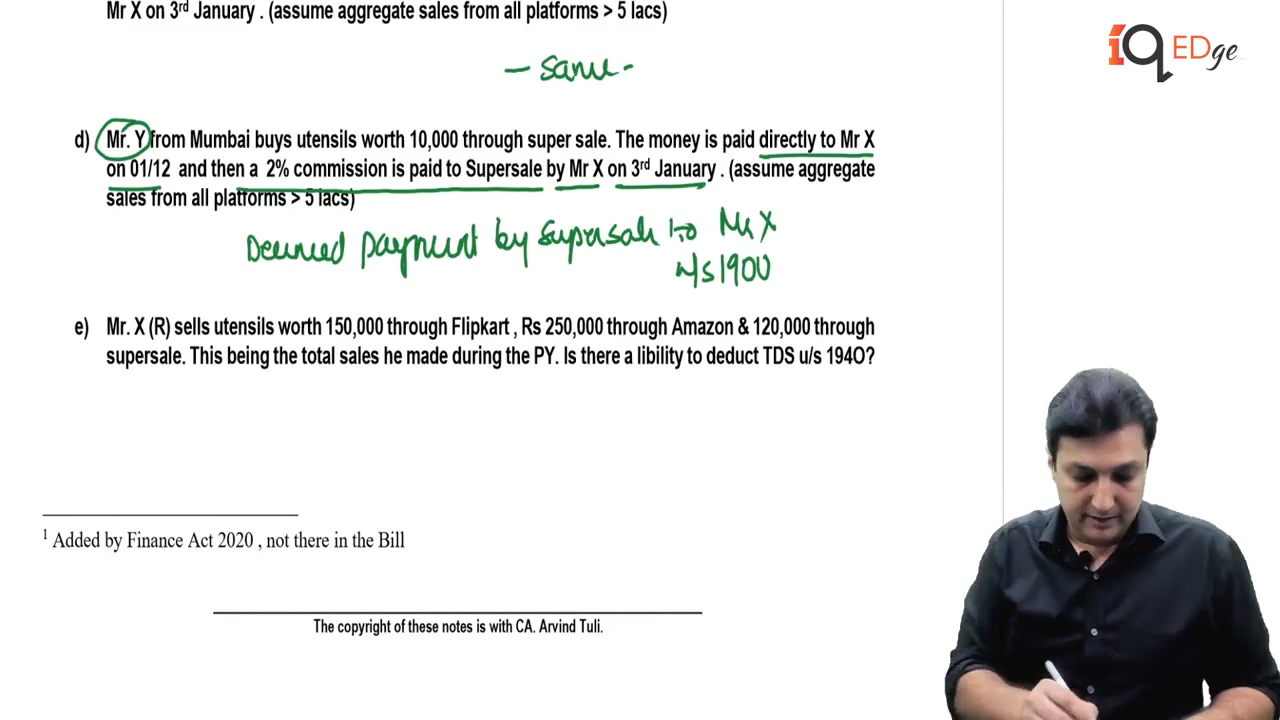 Mr X on 3rd January . (assume aggregate sales from all platforms > 5 lacs)
iQ EDge...
- Same -
d) Mr. Y from Mumbai buys utensils worth 10,000 through super sale. The money is paid directly to Mr X
on 01/12 and then a 2% commission is paid to Supersale by Mr X on 3rd January . (assume aggregate
sales from all platforms > 5 lacs)
Deemed payment by Supersale to Mr X
u/s 194O
e) Mr. X (R) sells utensils worth 150,000 through Flipkart , Rs 250,000 through Amazon & 120,000 through
supersale. This being the total sales he made during the PY. Is there a libility to deduct TDS u/s 194O?
1 Added by Finance Act 2020 , not there in the Bill
The copyright of these notes is with CA. Arvind Tuli.